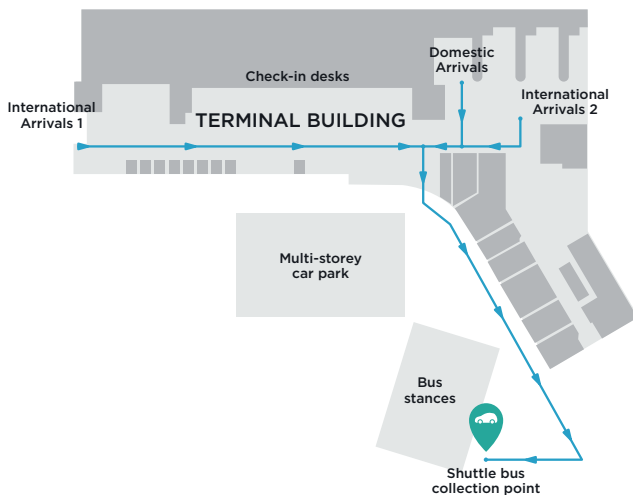 Domestic
Arrivals
Check-in desks
International
Arrivals 1
International
Arrivals 2
TERMINAL BUILDING
Multi-storey
car park
Bus
stances
Shuttle bus
collection point